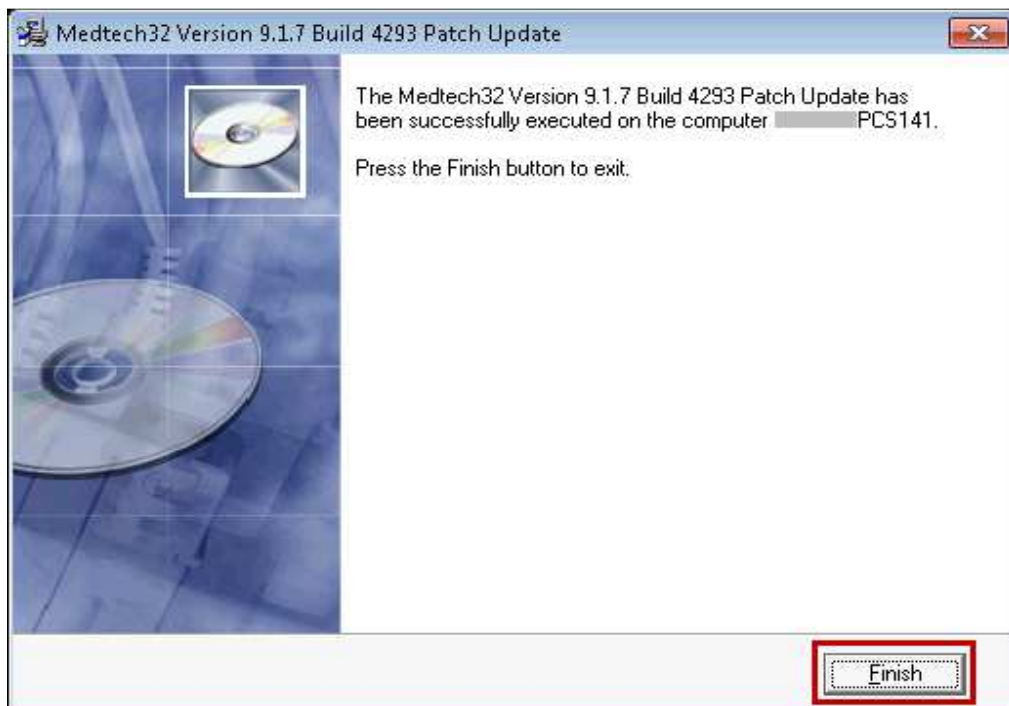 Medtech32 Version 9.1.7 Build 4293 Patch Update
The Medtech32 Version 9.1.7 Build 4293 Patch Update has
been successfully executed on the computer PCS141.
Press the Finish button to exit.
Finish